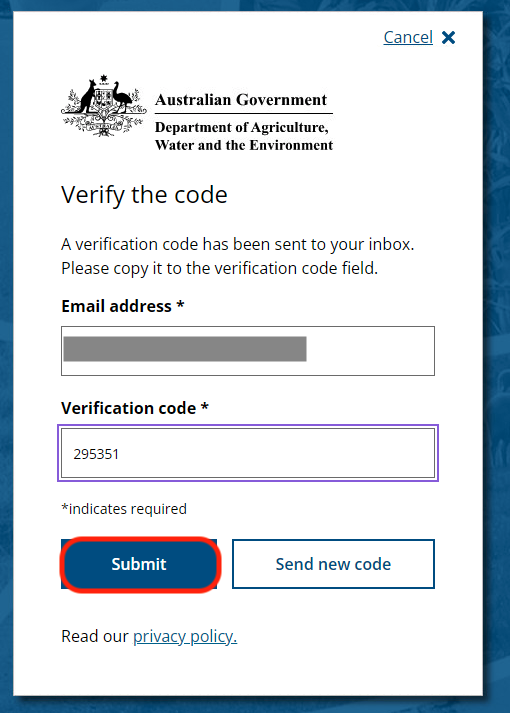 Cancel
Australian Government
Department of Agriculture,
Water and the Environment
Verify the code
A verification code has been sent to your inbox.
Please copy it to the verification code field.
Email address *
Verification code *
295351
*indicates required
Submit
Send new code
Read our privacy policy.